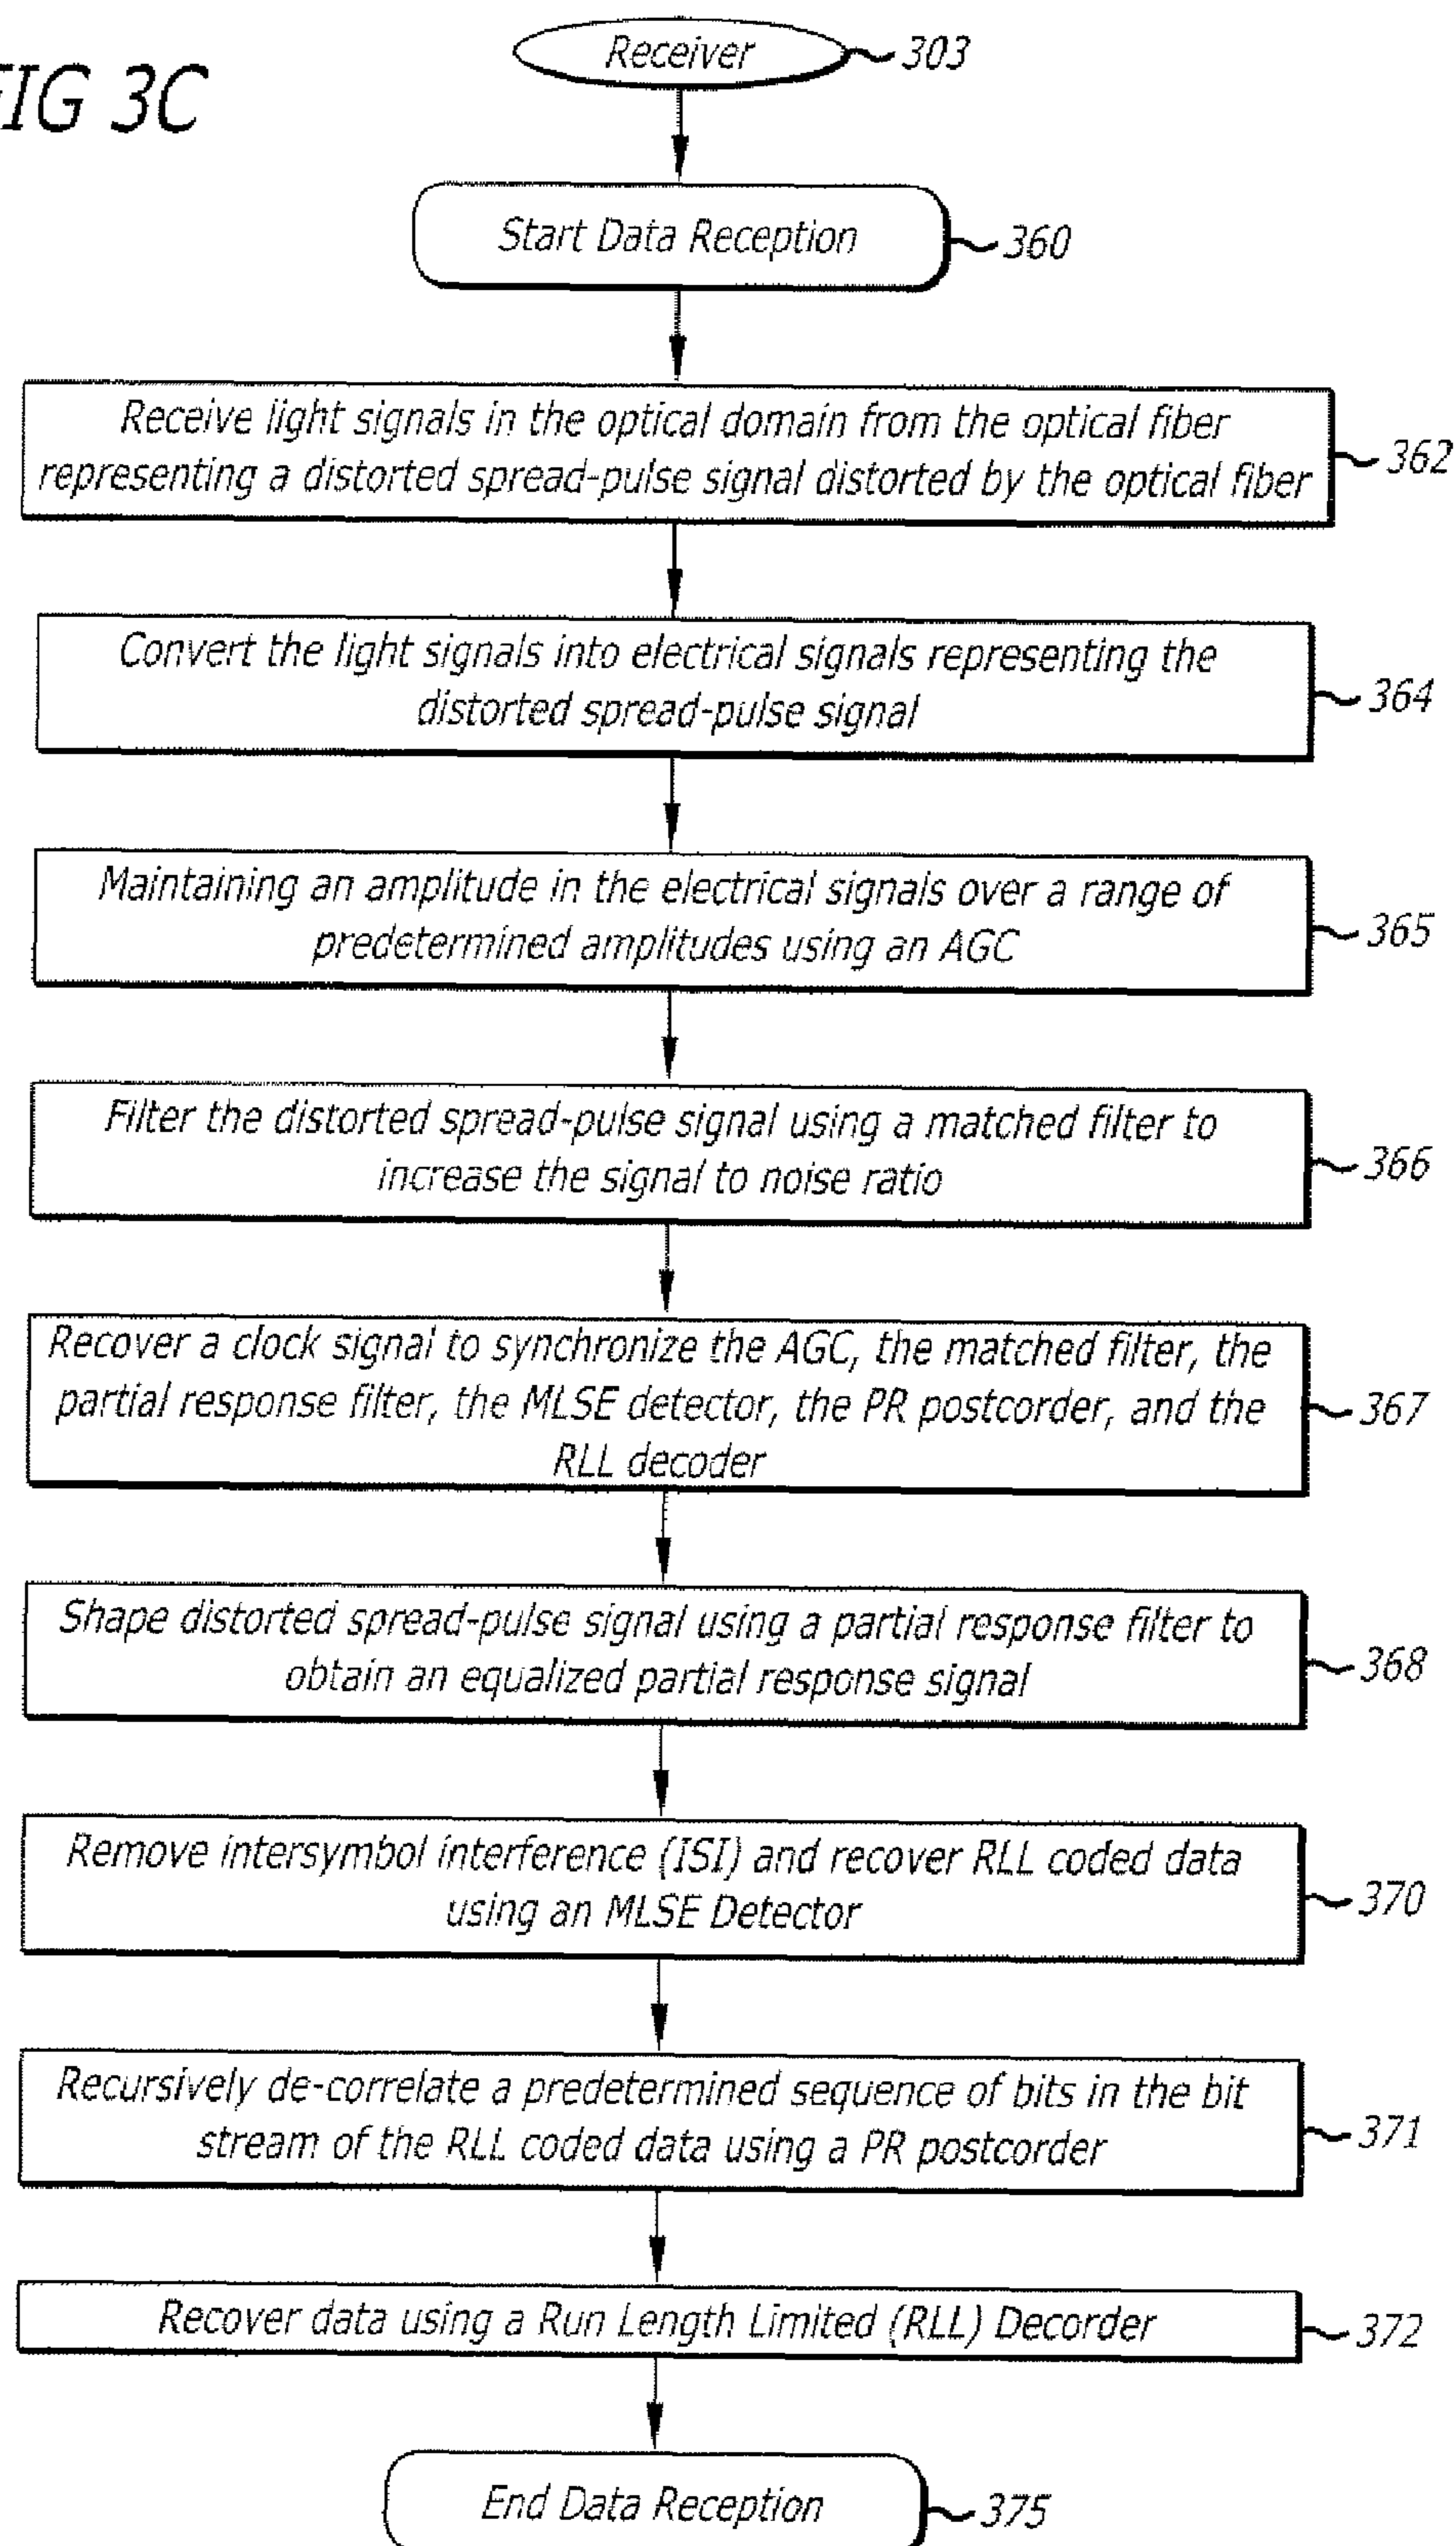 FIG 3C
Receiver 303
Start Data Reception 360
Receive light signals in the optical domain from the optical fiber
representing a distorted spread-pulse signal distorted by the optical fiber 362
Convert the light signals into electrical signals representing the
distorted spread-pulse signal 364
Maintaining an amplitude in the electrical signals over a range of
predetermined amplitudes using an AGC 365
Filter the distorted spread-pulse signal using a matched filter to
increase the signal to noise ratio 366
Recover a clock signal to synchronize the AGC, the matched filter, the
partial response filter, the MLSE detector, the PR postcorder, and the 367
RLL decoder
Shape distorted spread-pulse signal using a partial response filter to
obtain an equalized partial response signal 368
Remove intersymbol interference (ISI) and recover RLL coded data
using an MLSE Detector 370
Recursively de-correlate a predetermined sequence of bits in the bit
stream of the RLL coded data using a PR postcorder 371
Recover data using a Run Length Limited (RLL) Decorder 372
End Data Reception 375